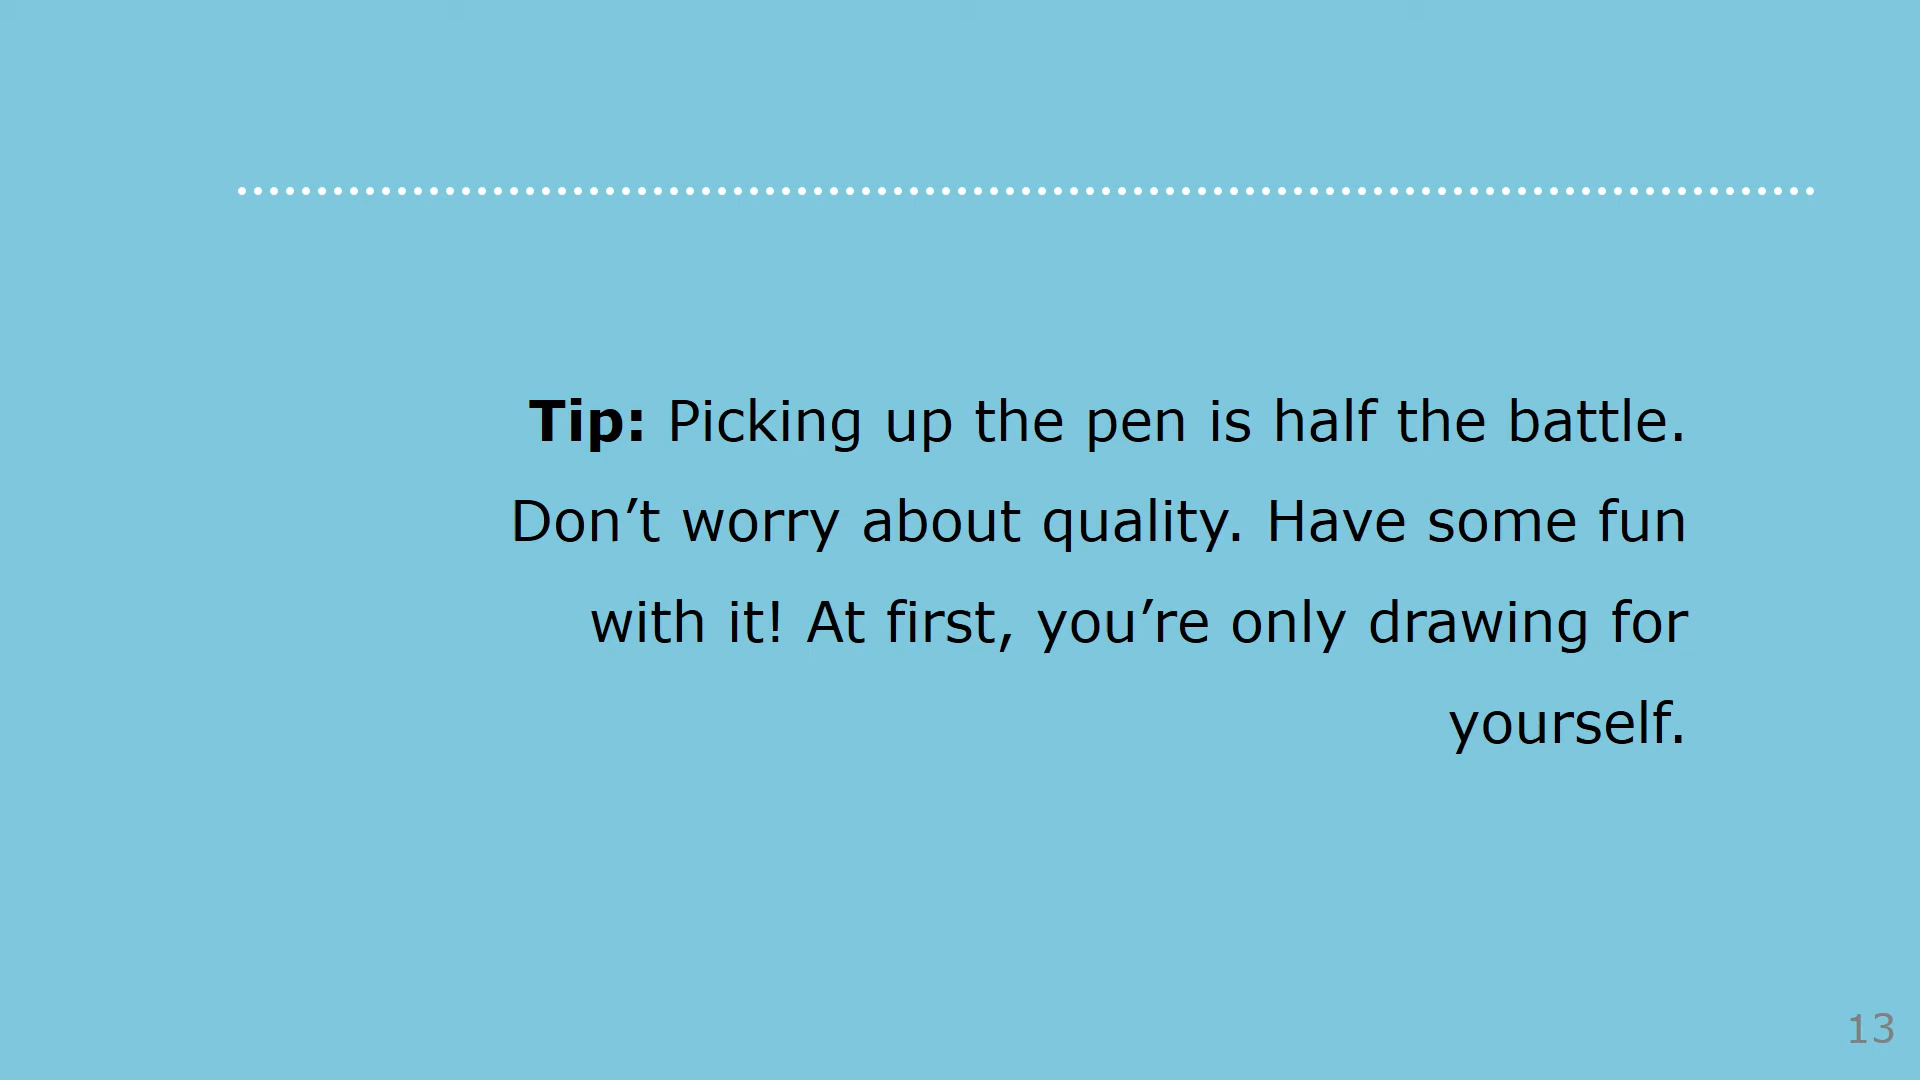 Tip: Picking up the pen is half the battle.
Don’t worry about quality. Have some fun
with it! At first, you’re only drawing for
yourself.
13